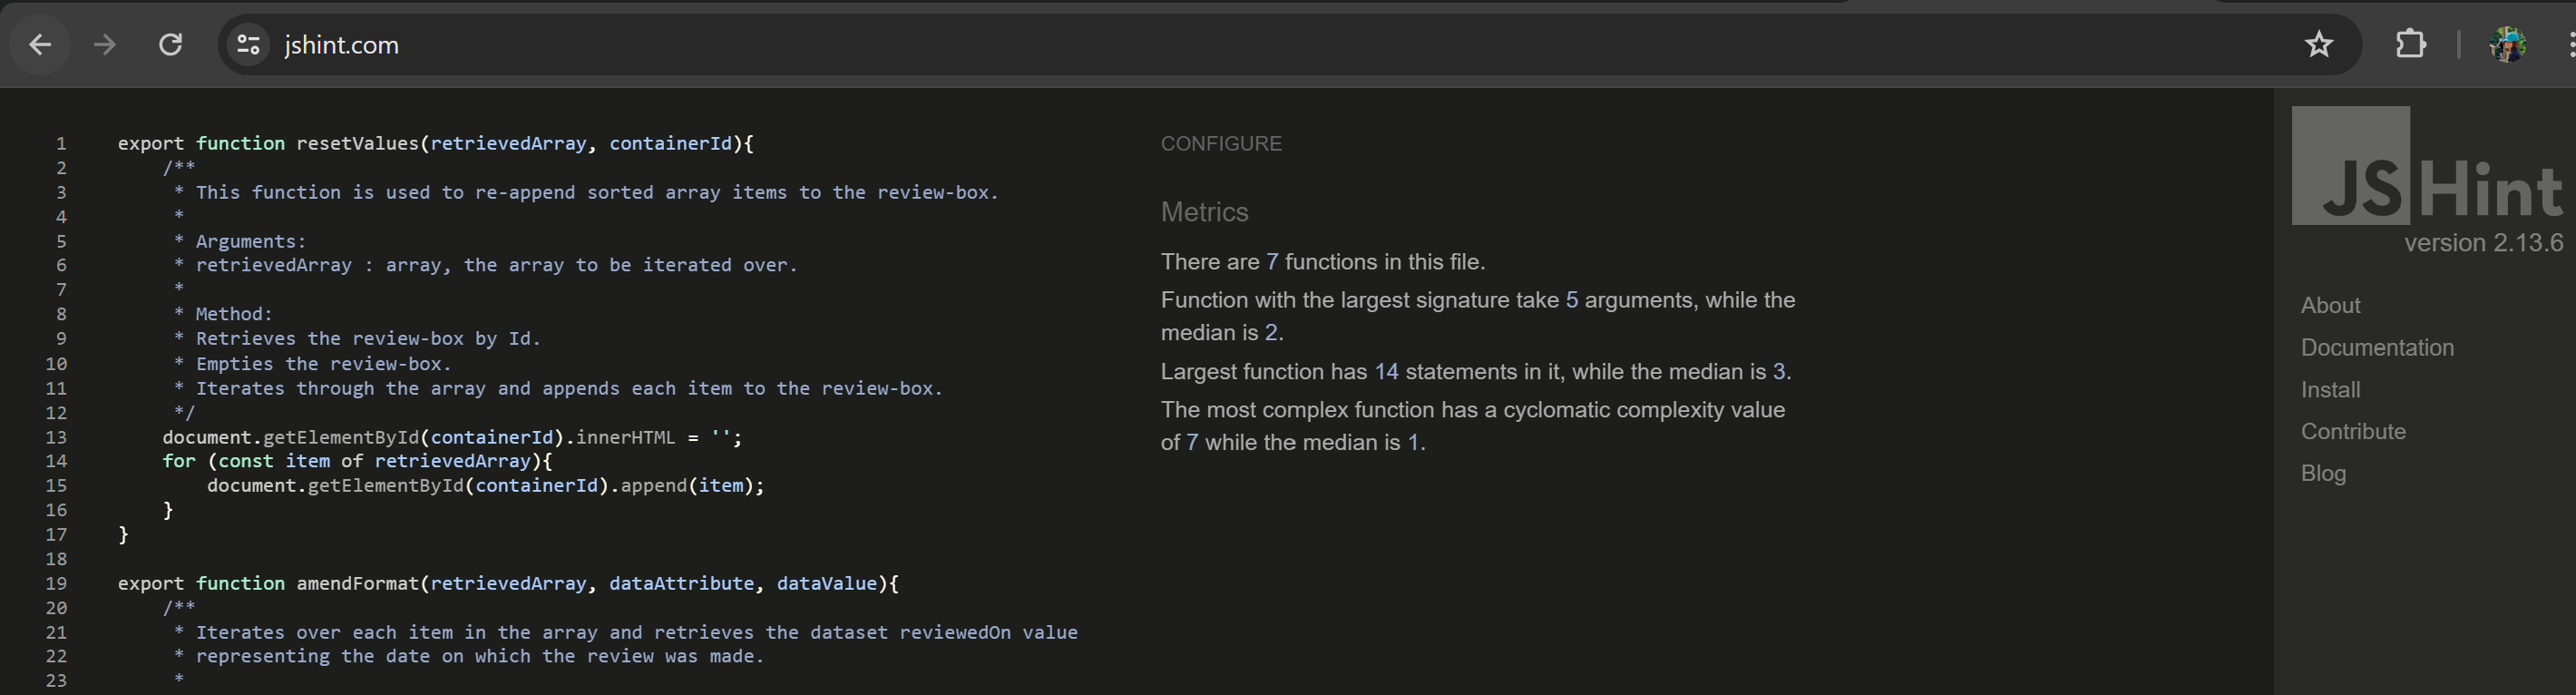 jshint.com
1 export function resetValues(retrievedArray, containerId){
2 /**
3 * This function is used to re-append sorted array items to the review-box.
4 *
5 * Arguments:
6 * retrievedArray : array, the array to be iterated over.
7 *
8 * Method:
9 * Retrieves the review-box by Id.
10 * Empties the review-box.
11 * Iterates through the array and appends each item to the review-box.
12 */
13 document.getElementById(containerId).innerHTML = '';
14 for (const item of retrievedArray){
15 document.getElementById(containerId).append(item);
16 }
17 }
18
19 export function amendFormat(retrievedArray, dataAttribute, dataValue){
20 /**
21 * Iterates over each item in the array and retrieves the dataset reviewedOn value
22 * representing the date on which the review was made.
23 *
CONFIGURE
Metrics
There are 7 functions in this file.
Function with the largest signature take 5 arguments, while the
median is 2.
Largest function has 14 statements in it, while the median is 3.
The most complex function has a cyclomatic complexity value
of 7 while the median is 1.
JSHint
version 2.13.6
About
Documentation
Install
Contribute
Blog